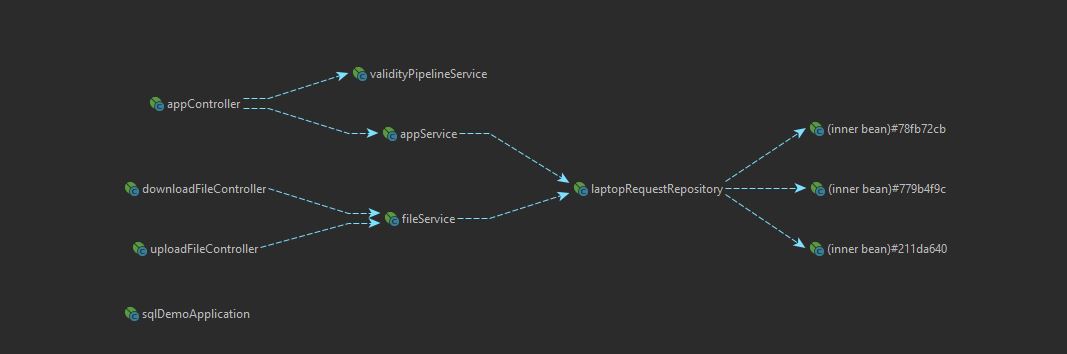 validityPipelineService
appController
appService
(inner bean)#78fb72cb
downloadFileController
laptopRequestRepository
(inner bean)#779b4f9c
fileService
uploadFileController
(inner bean)#211da640
sqlDemoApplication